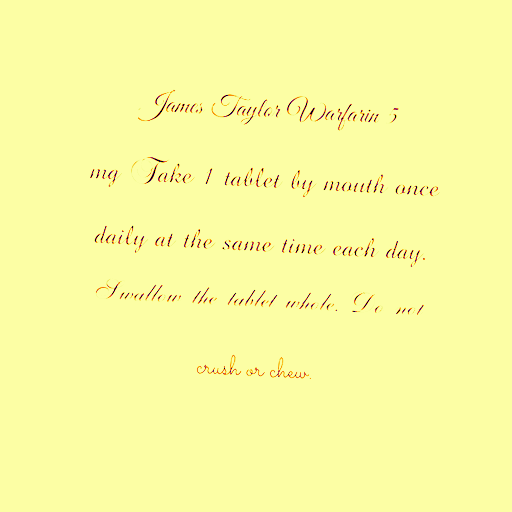 James Taylor Warfarin 5
mg Take 1 tablet by mouth once
daily at the same time each day.
Swallow the tablet whole. Do not
crush or chew.